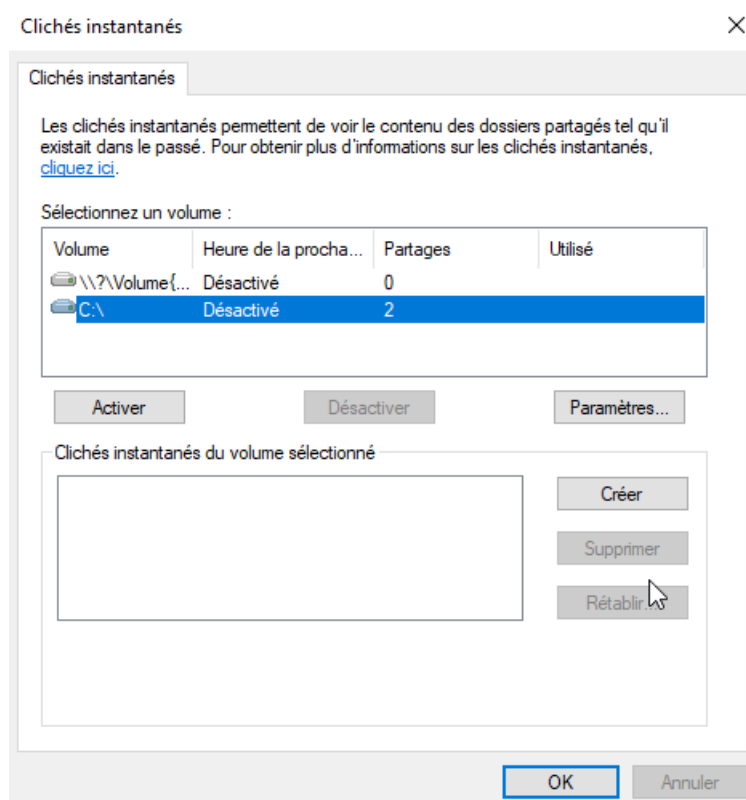 Clichés instantanés
Clichés instantanés
Les clichés instantanés permettent de voir le contenu des dossiers partagés tel qu'il
existait dans le passé. Pour obtenir plus d'informations sur les clichés instantanés,
cliquez ici.
Sélectionnez un volume :
Volume Heure de la procha... Partages Utilisé
\\?\Volume{... Désactivé 0
C:\ Désactivé 2
Activer Désactiver Paramètres...
Clichés instantanés du volume sélectionné
Créer
Supprimer
Rétablir...
OK Annuler